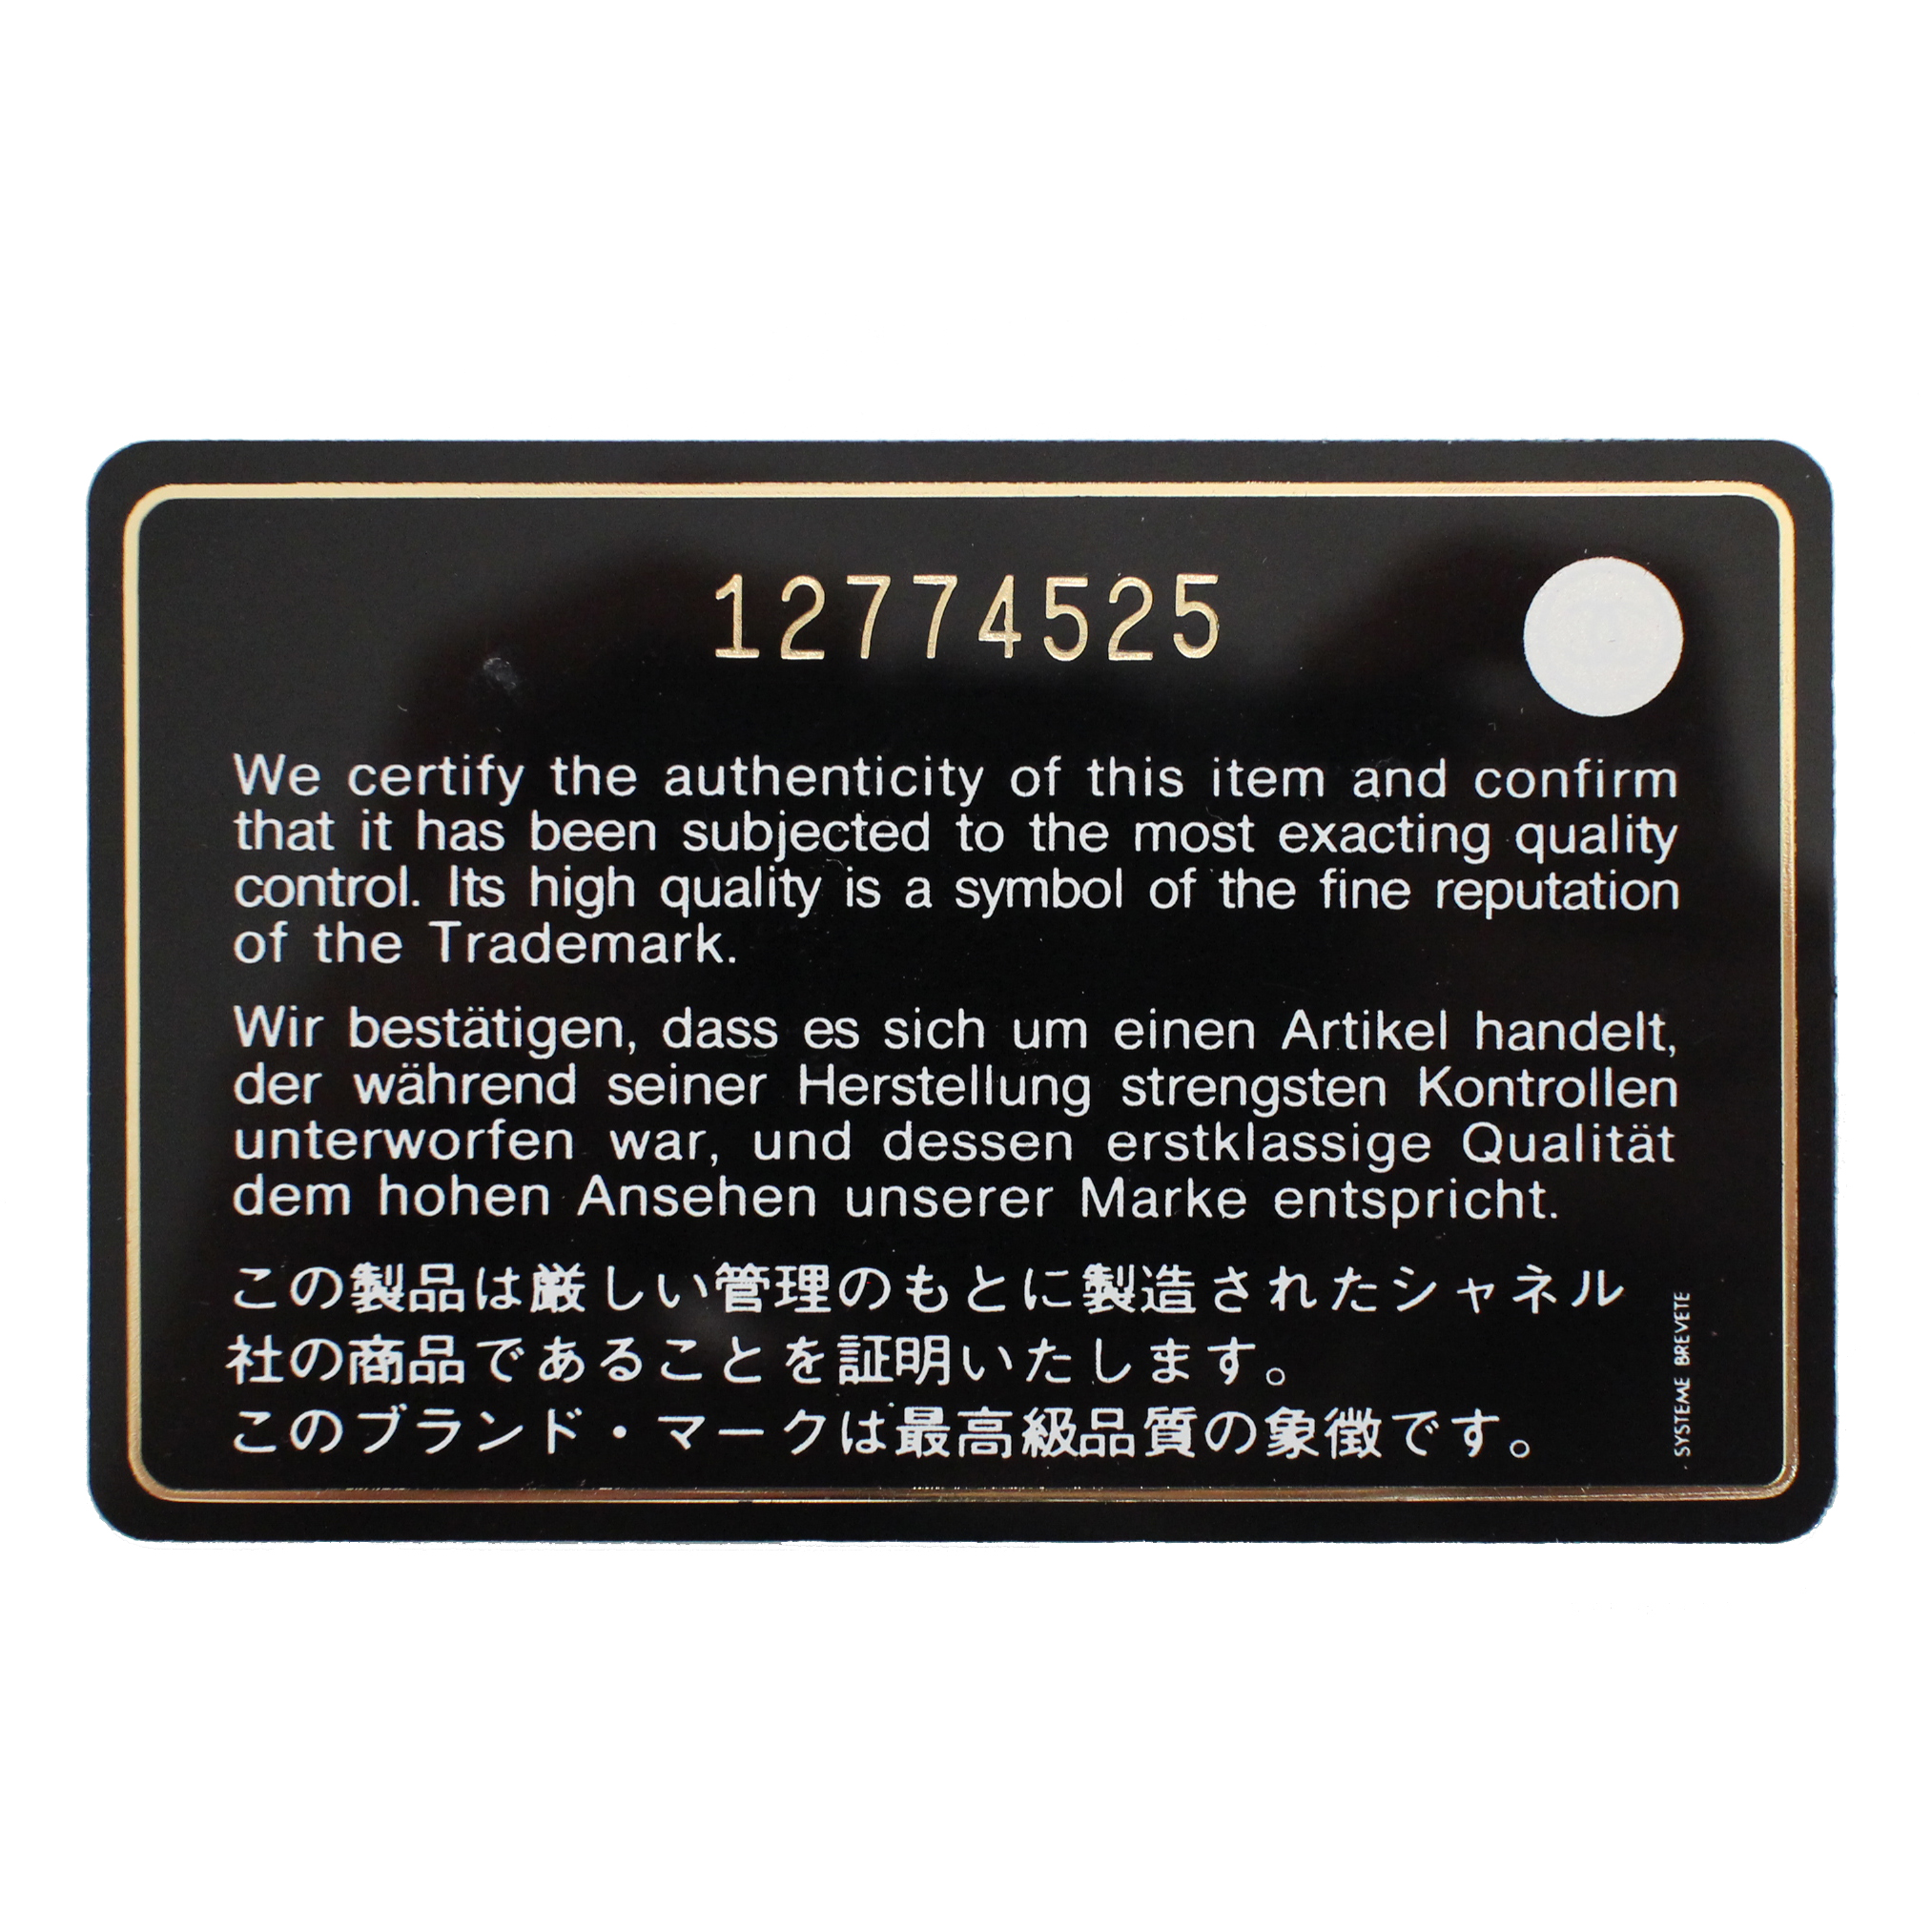 12774525
We certify the authenticity of this item and confirm
that it has been subjected to the most exacting quality
control. Its high quality is a symbol of the fine reputation
of the Trademark.
Wir bestätigen, dass es sich um einen Artikel handelt,
der während seiner Herstellung strengsten Kontrollen
unterworfen war, und dessen erstklassige Qualität
dem hohen Ansehen unserer Marke entspricht.
この製品は厳しい管理のもとに製造されたシャネル
社の商品であることを証明いたします。
このブランド・マークは最高級品質の象徴です。
SYSTEME BREVETE